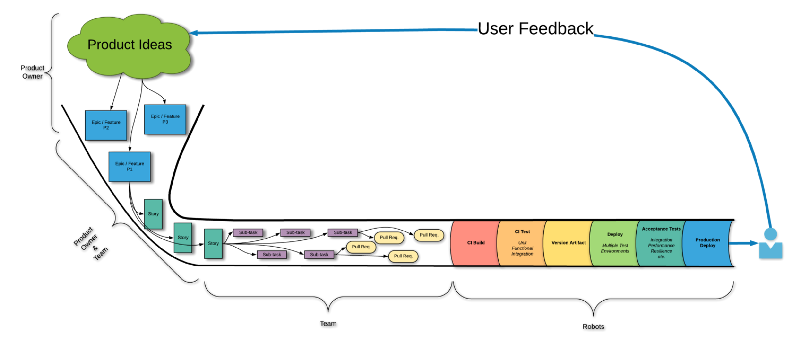 User Feedback
Product Ideas
Product
Owner
Epic / Feature
P2
Epic / Feature
P3
Epic / Feature
P1
Product
Owner
&
Team
Story
Story
Story
Sub-task
Sub-task
Sub-task
Sub-task
Sub-task
Pull Req.
Pull Req.
Pull Req.
Pull Req.
CI Build
CI Test
Unit
Functional
Integration
Version Artifact
Deploy
Multiple Test
Environments
Acceptance Tests
Integration
Performance
Resilience
etc.
Production
Deploy
Team
Robots